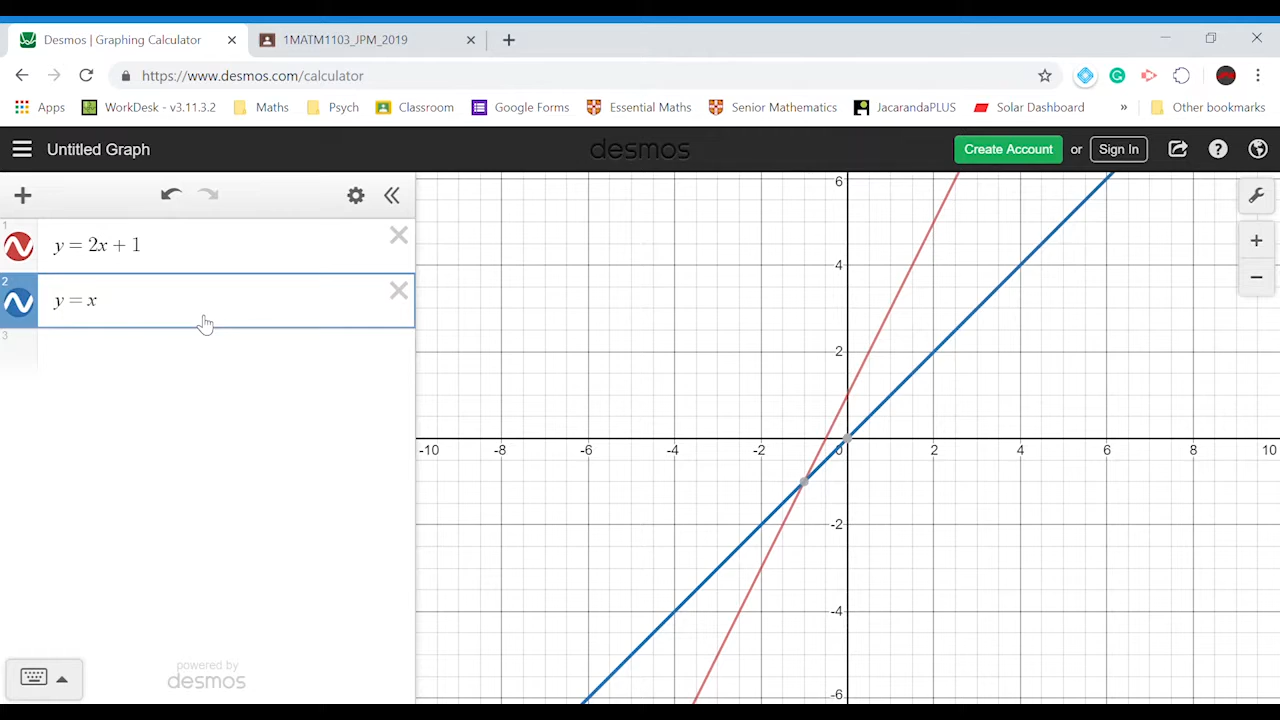 Desmos | Graphing Calculator
1MATM1103_JPM_2019
https://www.desmos.com/calculator
Apps WorkDesk - v3.11.3.2 Maths Psych Classroom Google Forms Essential Maths Senior Mathematics JacarandaPLUS Solar Dashboard » Other bookmarks
Untitled Graph desmos Create Account or Sign In
1
y = 2x + 1
2
y = x
3
powered by
desmos
6
4
2
-10 -6 -4 -2 0 2 4 6 8 10
-2
-4
-6